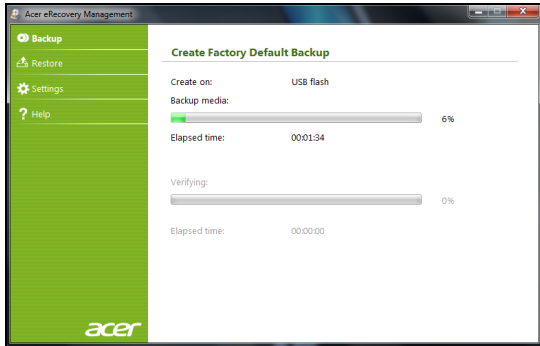 Acer eRecovery Management
Backup
Restore
Settings
Help
Create Factory Default Backup
Create on: USB flash
Backup media:
6%
Elapsed time: 00:01:34
Verifying:
0%
Elapsed time: 00:00:00
acer